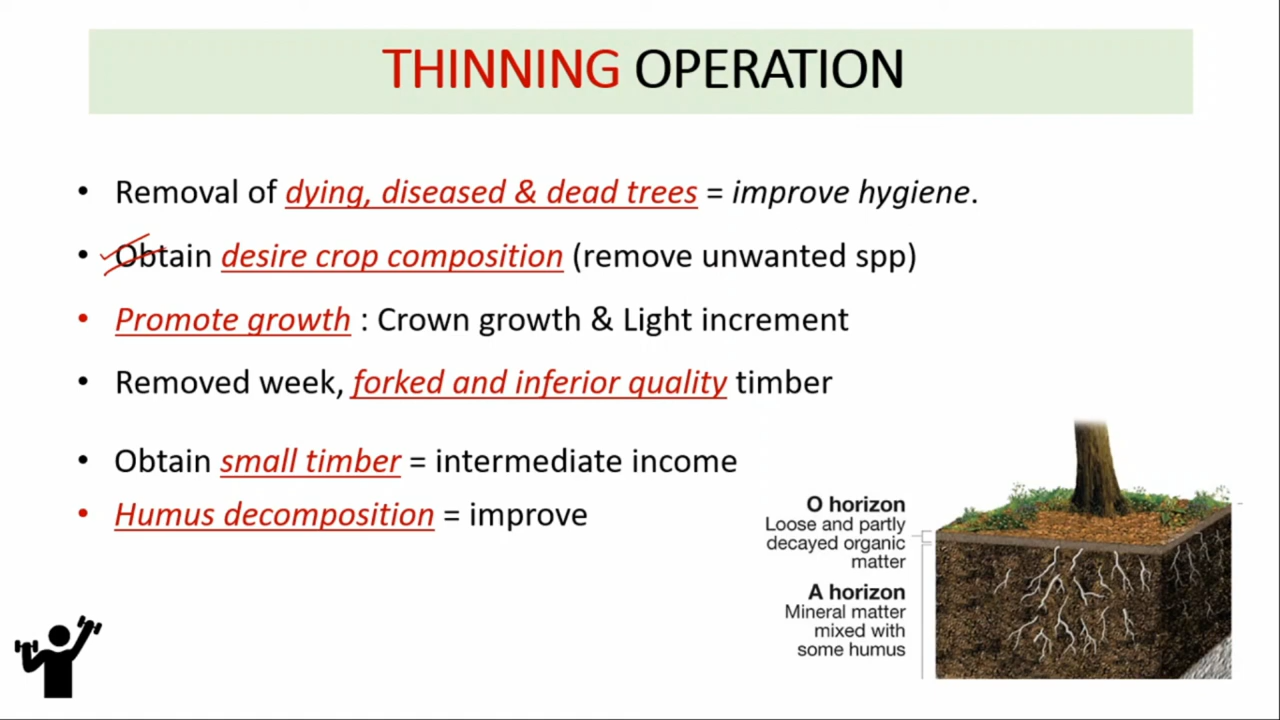 THINNING OPERATION
• Removal of dying, diseased & dead trees = improve hygiene.
• Obtain desire crop composition (remove unwanted spp)
• Promote growth : Crown growth & Light increment
• Removed week, forked and inferior quality timber
• Obtain small timber = intermediate income
• Humus decomposition = improve
O horizon
Loose and partly
decayed organic
matter
A horizon
Mineral matter
mixed with
some humus